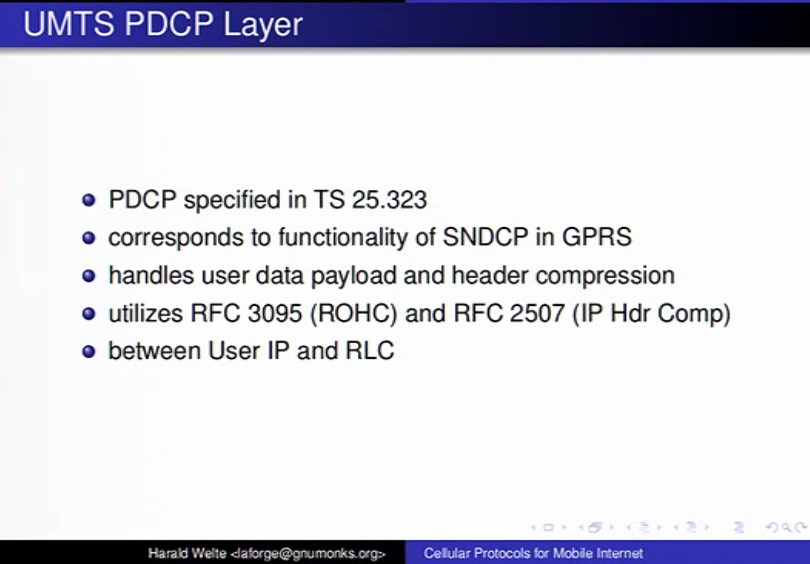 UMTS PDCP Layer
PDCP specified in TS 25.323
corresponds to functionality of SNDCP in GPRS
handles user data payload and header compression
utilizes RFC 3095 (ROHC) and RFC 2507 (IP Hdr Comp)
between User IP and RLC
Harald Welte <laforge@gnumonks.org>
Cellular Protocols for Mobile Internet